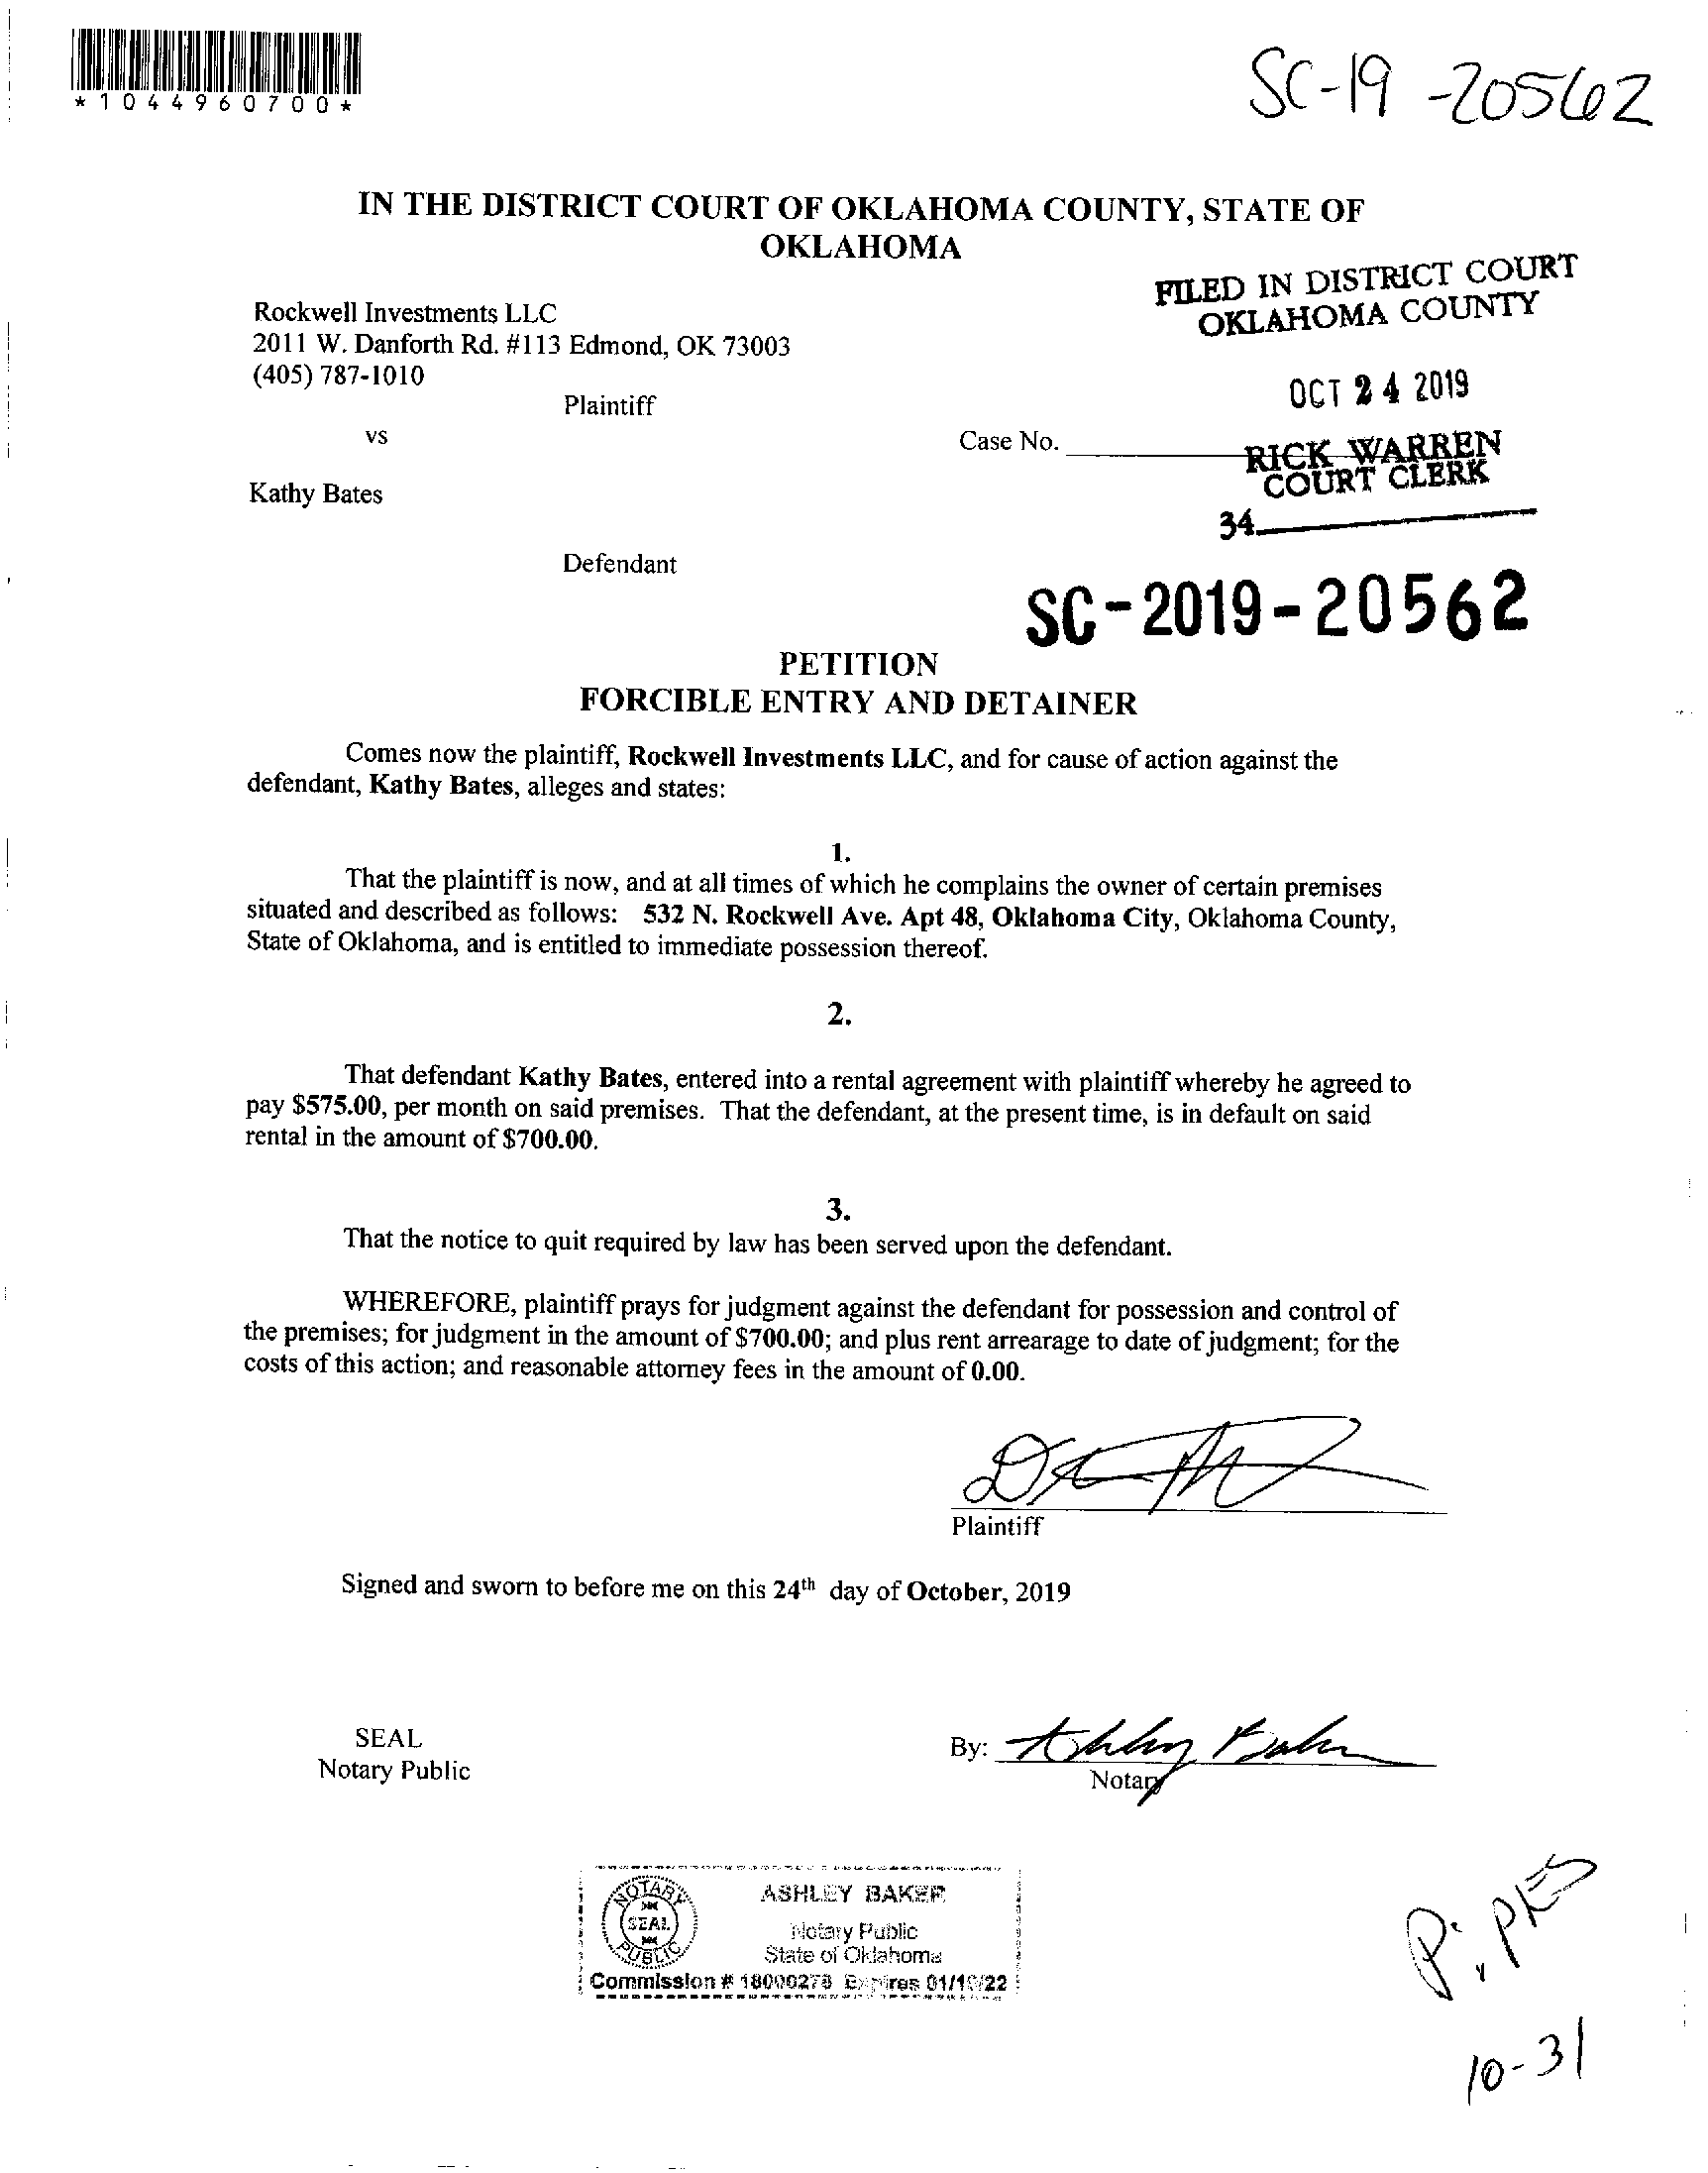 *1044960700*
SC-19-20562
IN THE DISTRICT COURT OF OKLAHOMA COUNTY, STATE OF
OKLAHOMA
FILED IN DISTRICT COURT
OKLAHOMA COUNTY
Rockwell Investments LLC
2011 W. Danforth Rd. #113 Edmond, OK 73003
(405) 787-1010
OCT 24 2019
Plaintiff
vs
Case No.
RICK WARREN
COURT CLERK
Kathy Bates
34
Defendant
SC-2019-20562
PETITION
FORCIBLE ENTRY AND DETAINER
Comes now the plaintiff, Rockwell Investments LLC, and for cause of action against the
defendant, Kathy Bates, alleges and states:
1.
That the plaintiff is now, and at all times of which he complains the owner of certain premises
situated and described as follows: 532 N. Rockwell Ave. Apt 48, Oklahoma City, Oklahoma County,
State of Oklahoma, and is entitled to immediate possession thereof.
2.
That defendant Kathy Bates, entered into a rental agreement with plaintiff whereby he agreed to
pay $575.00, per month on said premises. That the defendant, at the present time, is in default on said
rental in the amount of $700.00.
3.
That the notice to quit required by law has been served upon the defendant.
WHEREFORE, plaintiff prays for judgment against the defendant for possession and control of
the premises; for judgment in the amount of $700.00; and plus rent arrearage to date of judgment; for the
costs of this action; and reasonable attorney fees in the amount of 0.00.
Plaintiff
Signed and sworn to before me on this 24th day of October, 2019
SEAL
Notary Public
By: Ashley Baker
Notary
NOTARY
SEAL
PUBLIC
ASHLEY BAKER
Notary Public
State of Oklahoma
Commission # 18000278 Expires 01/10/22
10-31